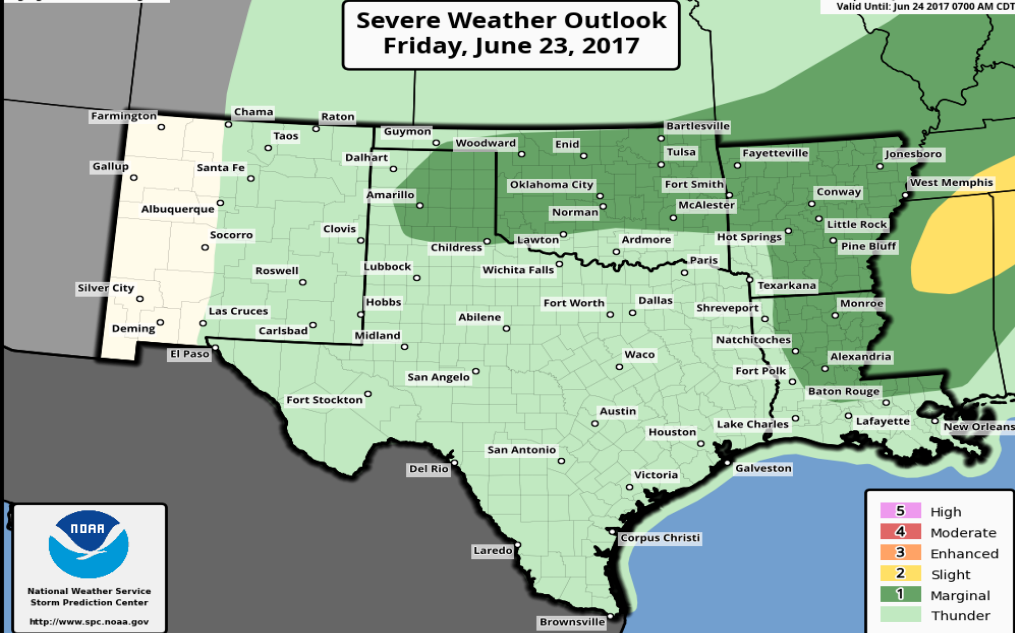 Severe Weather Outlook
Friday, June 23, 2017
Valid Until: Jun 24 2017 0700 AM CDT
Farmington
Chama
Raton
Taos
Guymon
Woodward
Enid
Bartlesville
Tulsa
Fayetteville
Jonesboro
Gallup
Santa Fe
Dalhart
Amarillo
Oklahoma City
Fort Smith
Conway
West Memphis
Albuquerque
Norman
McAlester
Little Rock
Socorro
Clovis
Childress
Lawton
Ardmore
Hot Springs
Pine Bluff
Roswell
Lubbock
Wichita Falls
Paris
Texarkana
Silver City
Las Cruces
Hobbs
Abilene
Fort Worth
Dallas
Shreveport
Monroe
Deming
Carlsbad
Midland
El Paso
Natchitoches
San Angelo
Waco
Fort Polk
Alexandria
Fort Stockton
Baton Rouge
Austin
Lake Charles
Lafayette
New Orleans
Houston
San Antonio
Del Rio
Victoria
Galveston
Laredo
Corpus Christi
Brownsville
NOAA
National Weather Service
Storm Prediction Center
http://www.spc.noaa.gov
5 High
4 Moderate
3 Enhanced
2 Slight
1 Marginal
Thunder